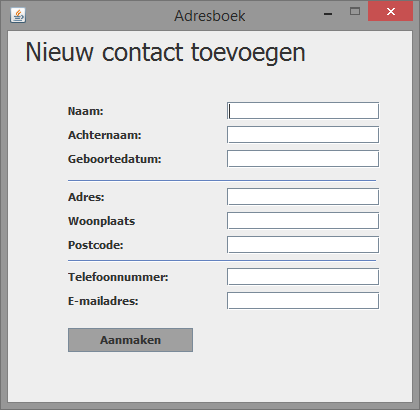 Adresboek
Nieuw contact toevoegen
Naam:
Achternaam:
Geboortedatum:
Adres:
Woonplaats
Postcode:
Telefoonnummer:
E-mailadres:
Aanmaken